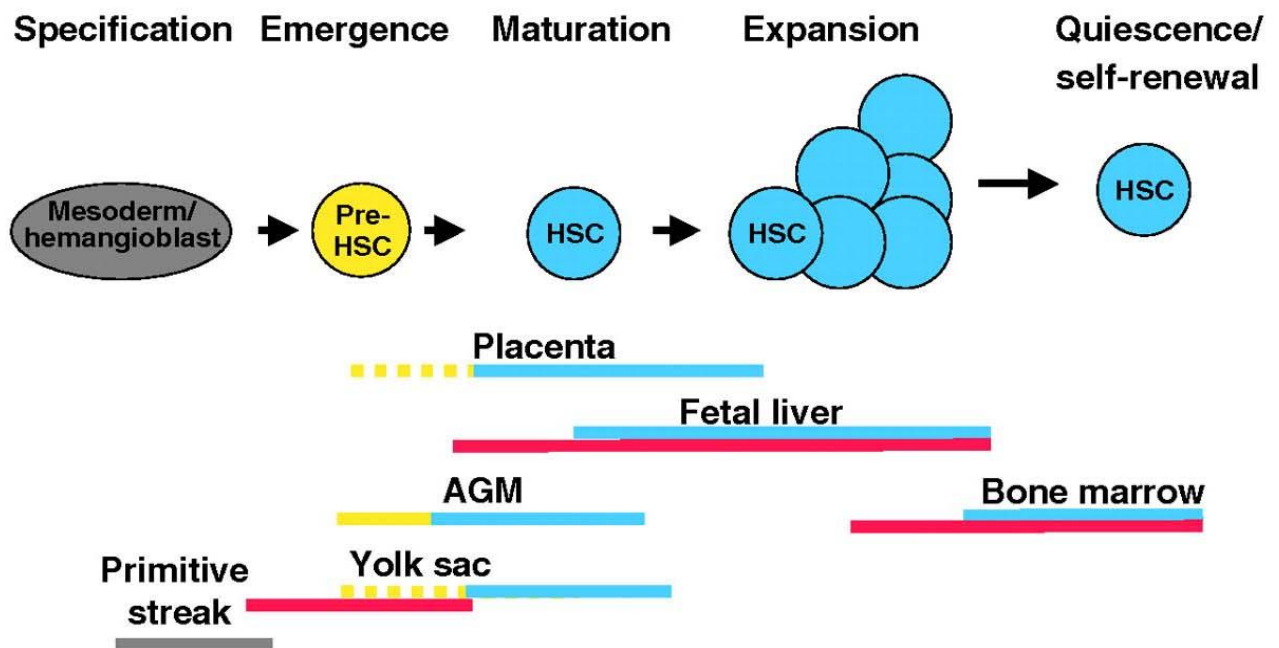 Specification Emergence Maturation Expansion Quiescence/
self-renewal
Mesoderm/
hemangioblast
Pre-
HSC
HSC
HSC
HSC
Placenta
Fetal liver
AGM
Bone marrow
Yolk sac
Primitive
streak